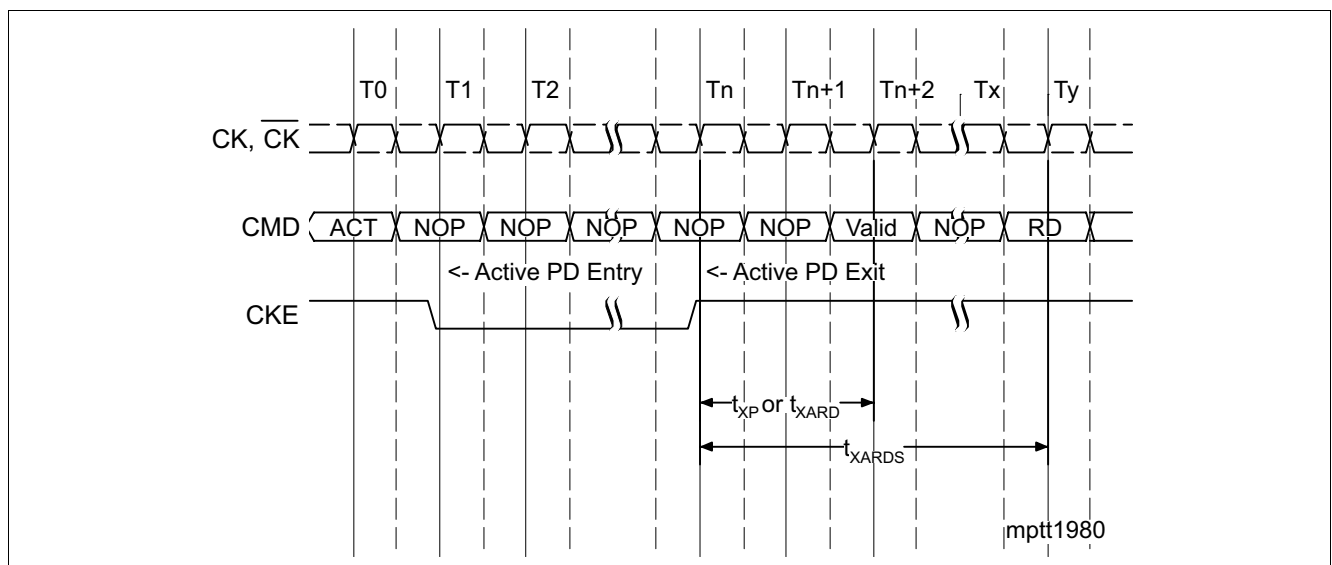 T0 T1 T2 Tn Tn+1 Tn+2 Tx Ty
CK, C̅K̅
CMD ACT NOP NOP NOP NOP NOP Valid NOP RD
<- Active PD Entry <- Active PD Exit
CKE
tXP or tXARD
tXARDS
mptt1980